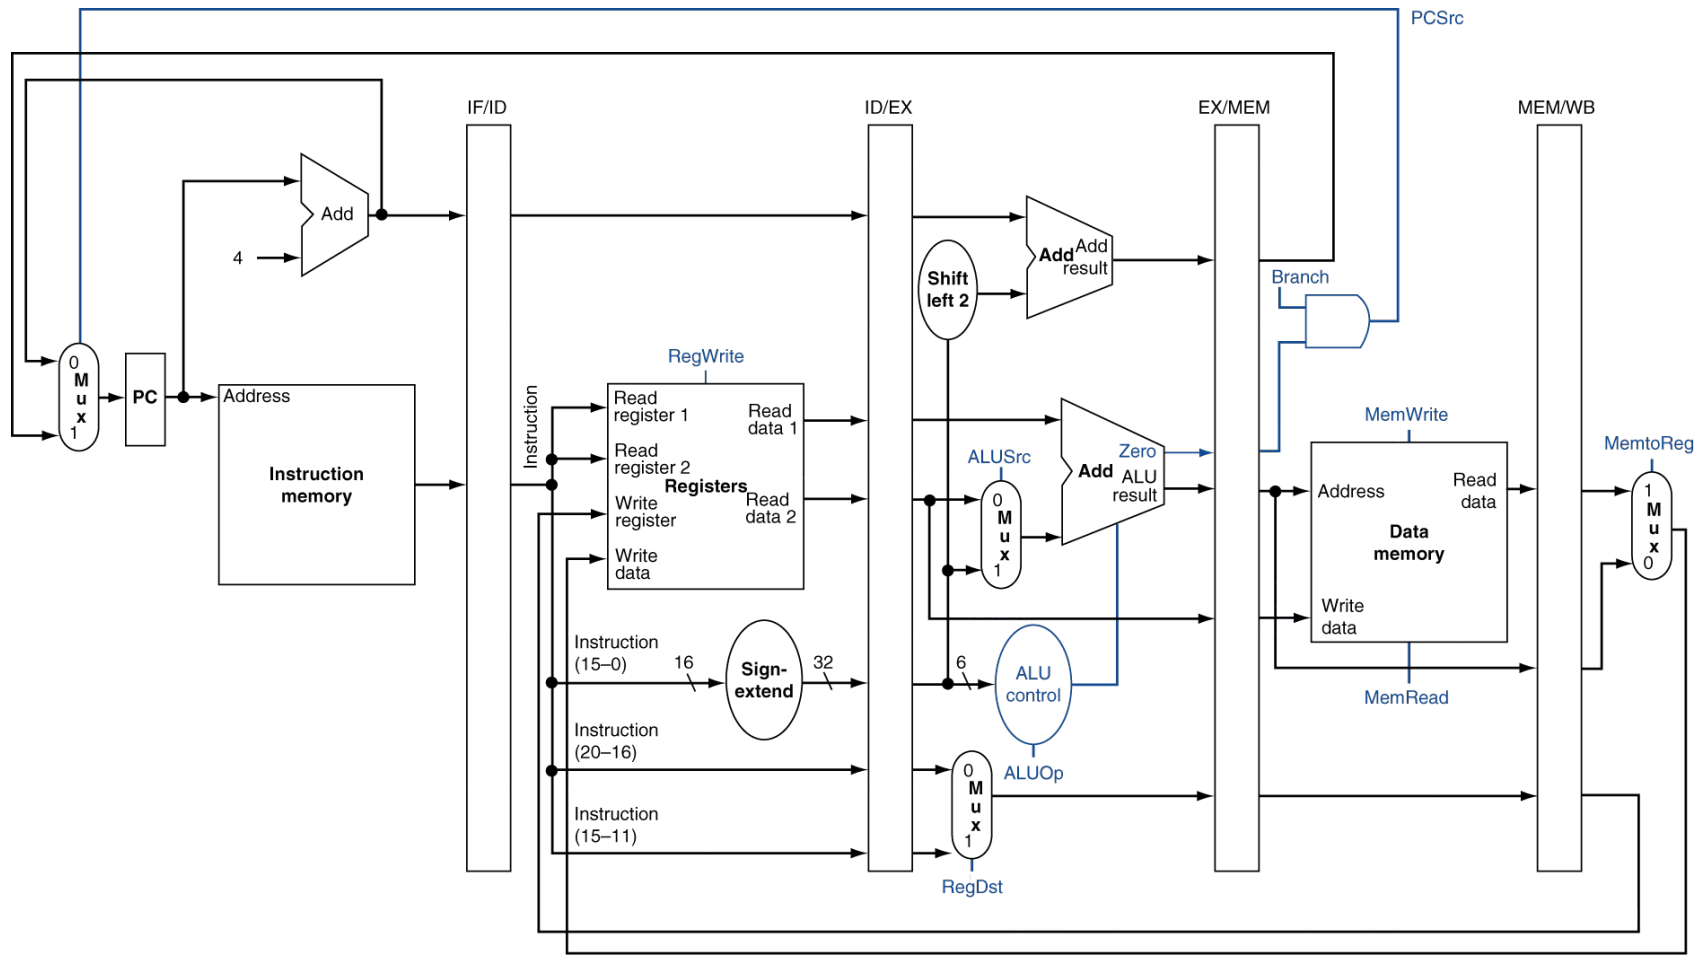 PCSrc
IF/ID
ID/EX
EX/MEM
MEM/WB
Add
4
Shift
left 2
Add
Add
result
Branch
0
M
u
x
1
PC
Address
Instruction
memory
Instruction
RegWrite
Read
register 1
Read
register 2
Write
register
Write
data
Registers
Read
data 1
Read
data 2
ALUSrc
0
M
u
x
1
Add
Zero
ALU
result
MemWrite
Address
Read
data
Data
memory
Write
data
MemRead
MemtoReg
1
M
u
x
0
Instruction
(15–0)
16
Sign-
extend
32
6
ALU
control
ALUOp
Instruction
(20–16)
Instruction
(15–11)
0
M
u
x
1
RegDst